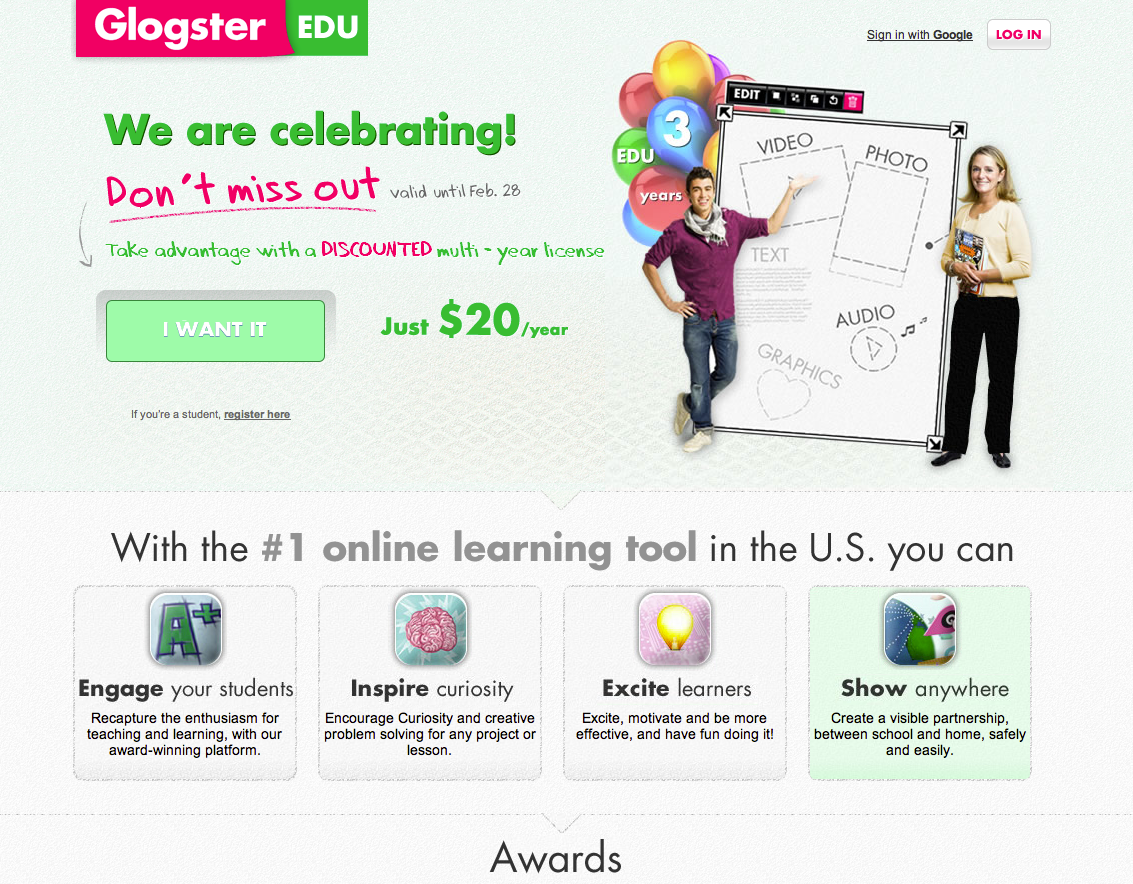 Glogster EDU
Sign in with Google
LOG IN
We are celebrating!
Don't miss out valid until Feb. 28
Take advantage with a DISCOUNTED multi - year license
I WANT IT
Just $20/year
If you're a student, register here
3
EDU
years
EDIT
VIDEO
PHOTO
TEXT
AUDIO
GRAPHICS
With the #1 online learning tool in the U.S. you can
A+
Engage your students
Recapture the enthusiasm for
teaching and learning, with our
award-winning platform.
Inspire curiosity
Encourage Curiosity and creative
problem solving for any project or
lesson.
Excite learners
Excite, motivate and be more
effective, and have fun doing it!
Show anywhere
Create a visible partnership,
between school and home, safely
and easily.
Awards